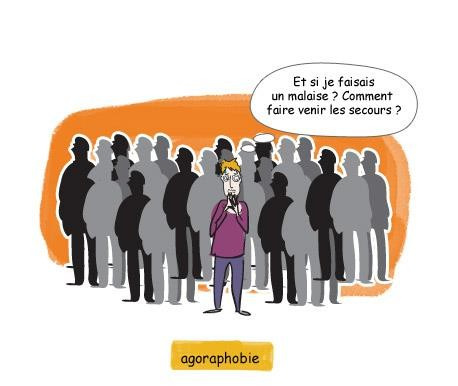 Et si je faisais
un malaise ? Comment
faire venir les secours ?
agoraphobie